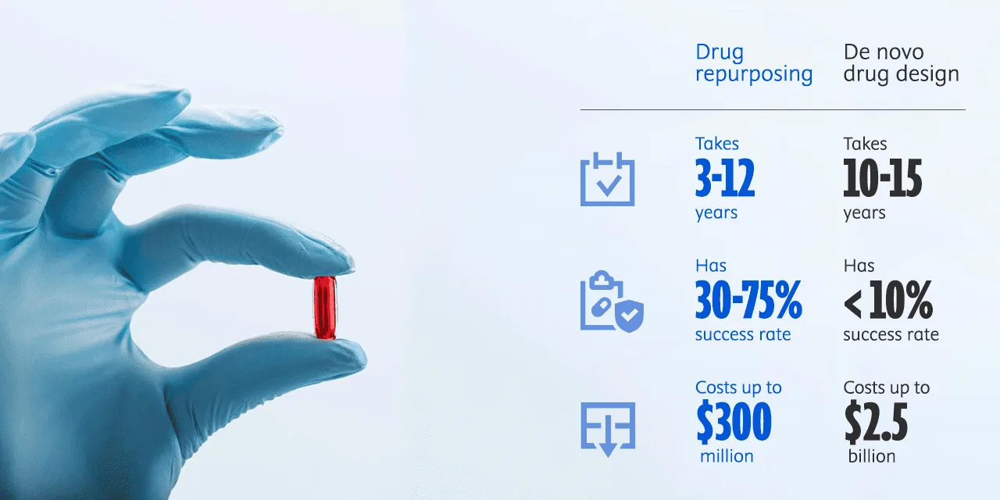 Drug
repurposing
De novo
drug design
Takes
3-12
years
Takes
10-15
years
Has
30-75%
success rate
Has
< 10%
success rate
Costs up to
$300
million
Costs up to
$2.5
billion